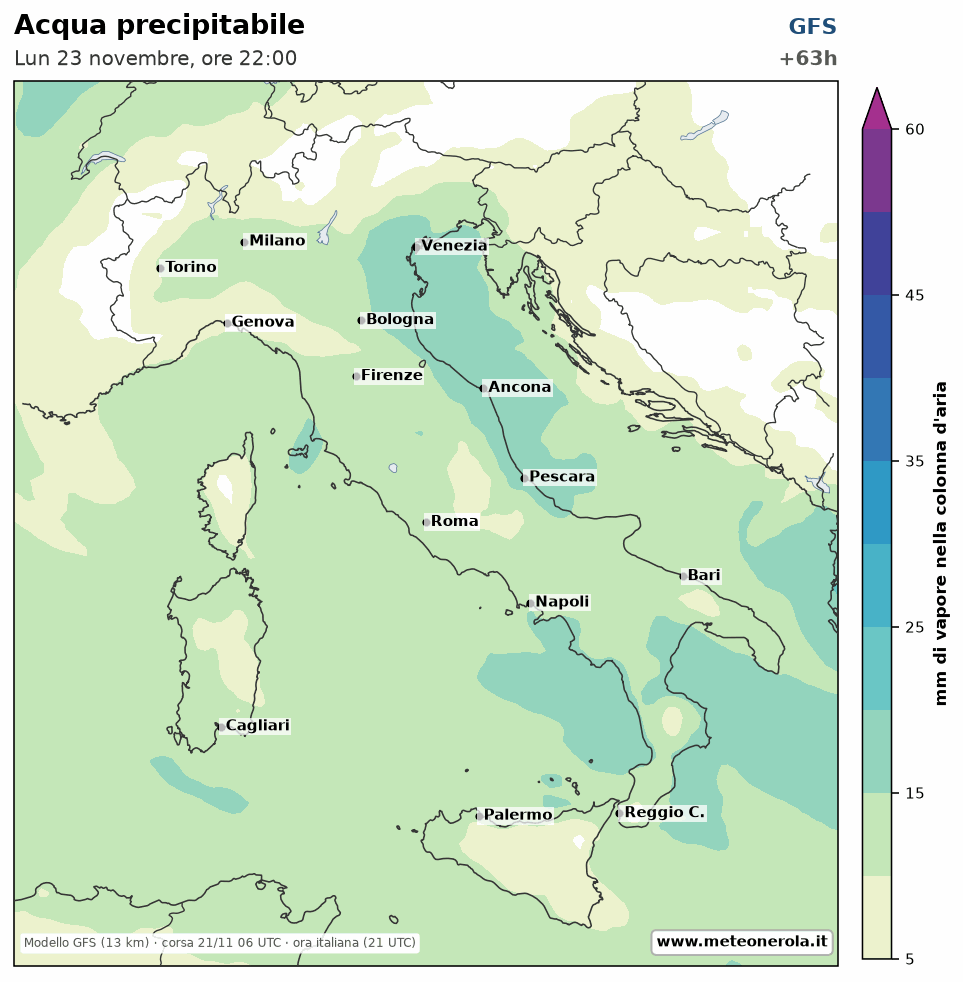 Acqua precipitabile
GFS
Lun 23 novembre, ore 22:00
+63h
60
Venezia
Milano
Torino
45
Bologna
Genova
Firenze
Ancona
35
Pescara
Roma
Bari
Napoli
25
Cagliari
15
Reggio C.
Palermo
5
mm di vapore nella colonna d'aria
Modello GFS (13 km) · corsa 21/11 06 UTC · ora italiana (21 UTC)
www.meteonerola.it